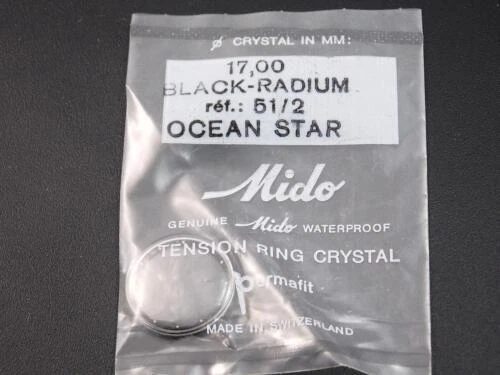 ø CRYSTAL IN MM:
17,00
BLACK-RADIUM
réf.: 51/2
OCEAN STAR
Mido
GENUINE Mido WATERPROOF
TENSION RING CRYSTAL
permafit
MADE IN SWITZERLAND